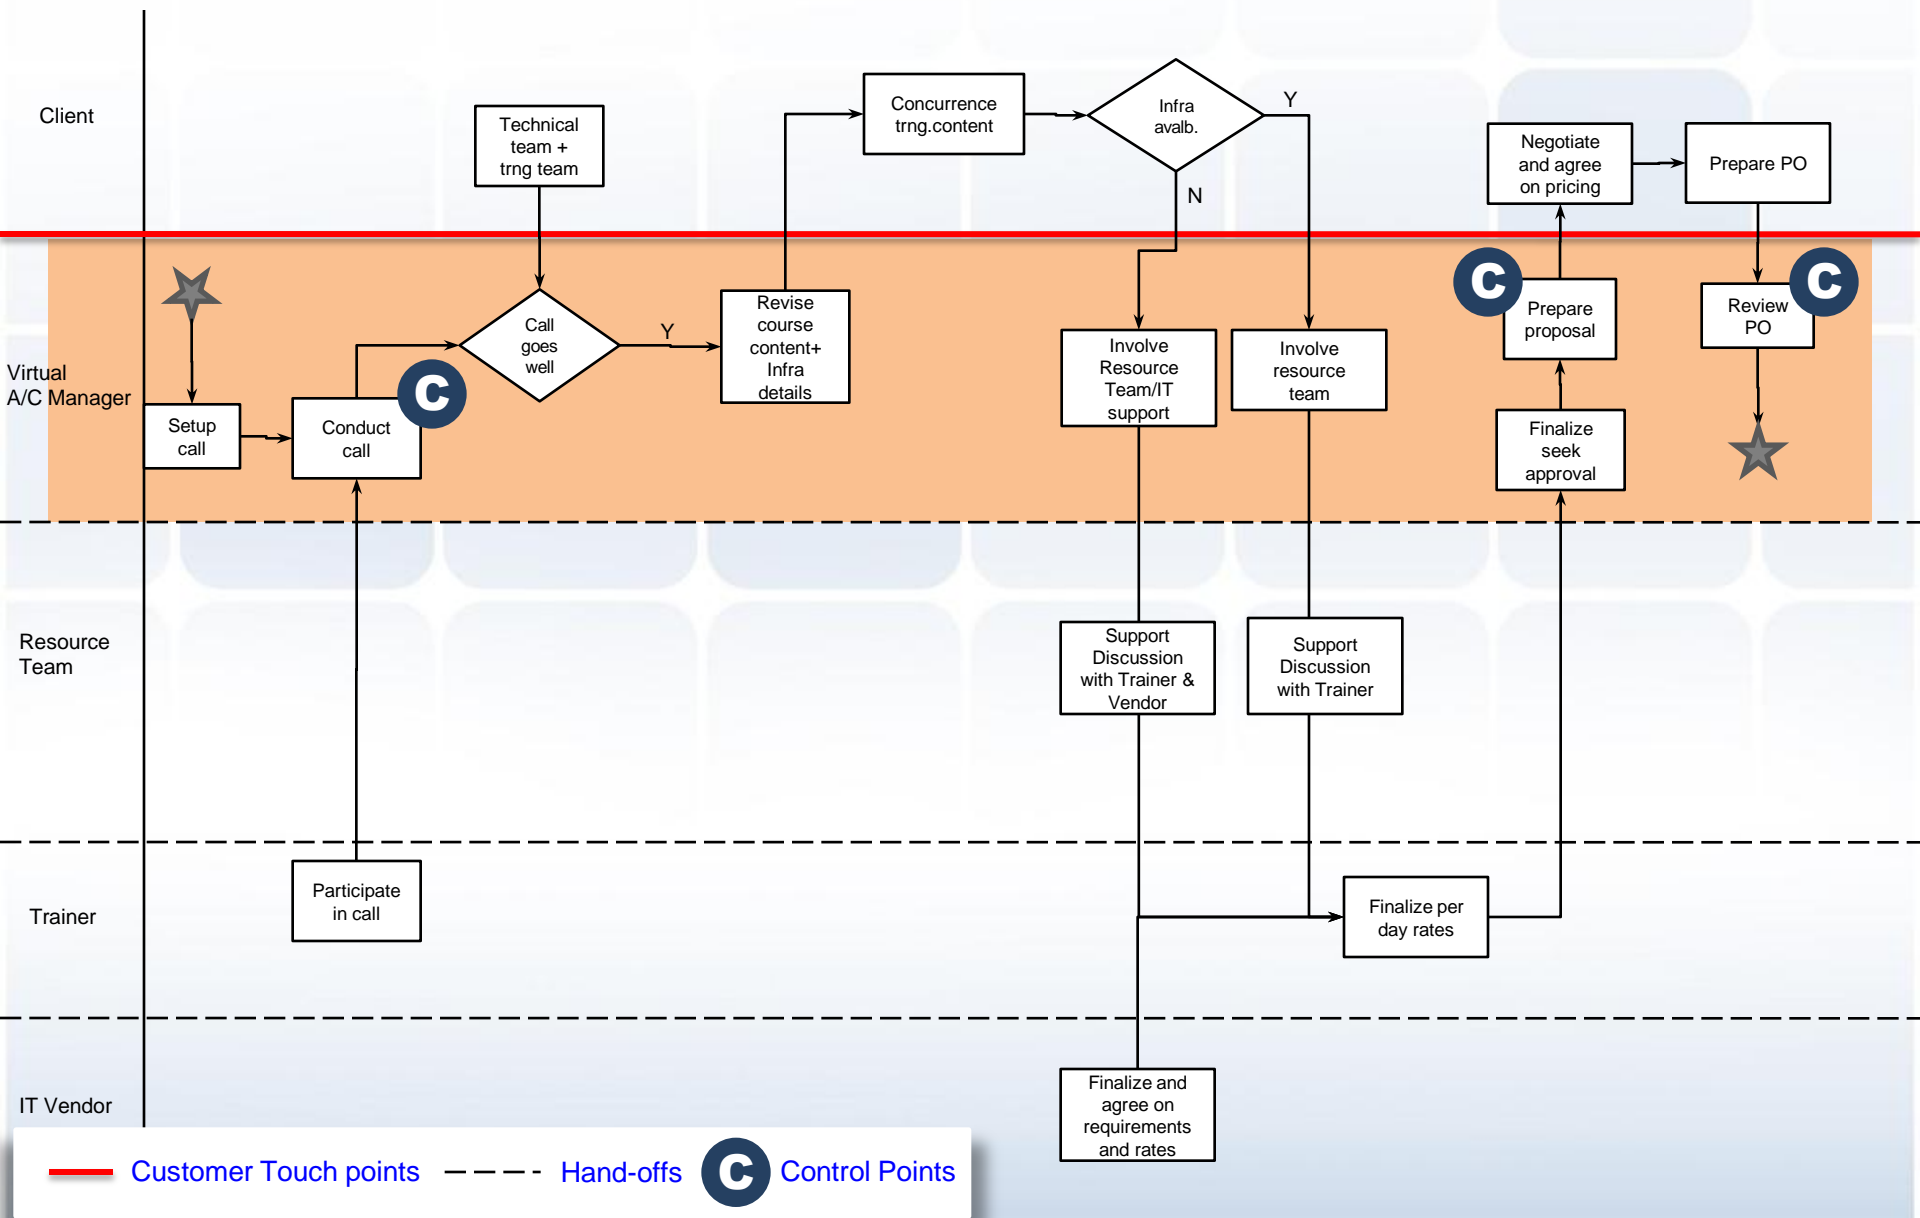 Client
Technical
team +
trng team
Concurrence
trng.content
Infra
avalb.
Y
N
Negotiate
and agree
on pricing
Prepare PO
Virtual
A/C Manager
Setup
call
Conduct
call
C
Call
goes
well
Y
Revise
course
content+
Infra
details
Involve
Resource
Team/IT
support
Involve
resource
team
C
Prepare
proposal
Finalize
seek
approval
C
Review
PO
Resource
Team
Support
Discussion
with Trainer &
Vendor
Support
Discussion
with Trainer
Trainer
Participate
in call
Finalize per
day rates
IT Vendor
Finalize and
agree on
requirements
and rates
Customer Touch points
Hand-offs
C
Control Points